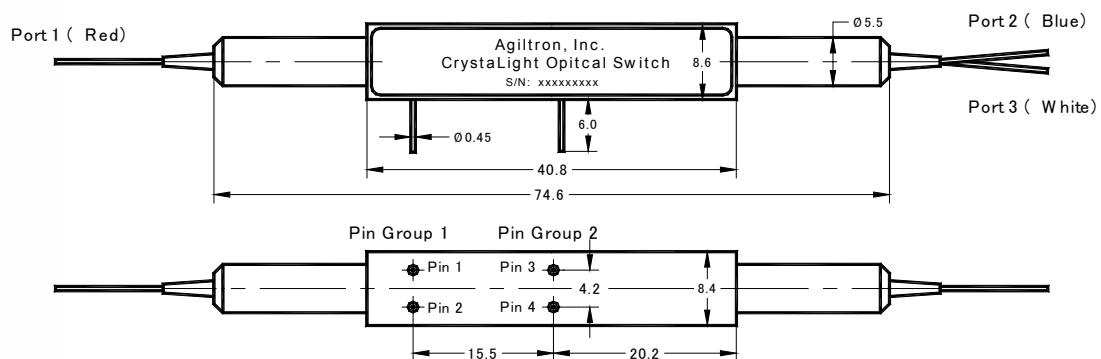 Port 1 ( Red)
Agiltron, Inc.
CrystaLight Opitcal Switch
S/N: xxxxxxxxx
8.6
Ø5.5
Port 2 ( Blue)
Port 3 ( White)
Ø0.45
6.0
40.8
74.6
Pin Group 1
Pin Group 2
Pin 1
Pin 3
4.2
8.4
Pin 2
Pin 4
15.5
20.2